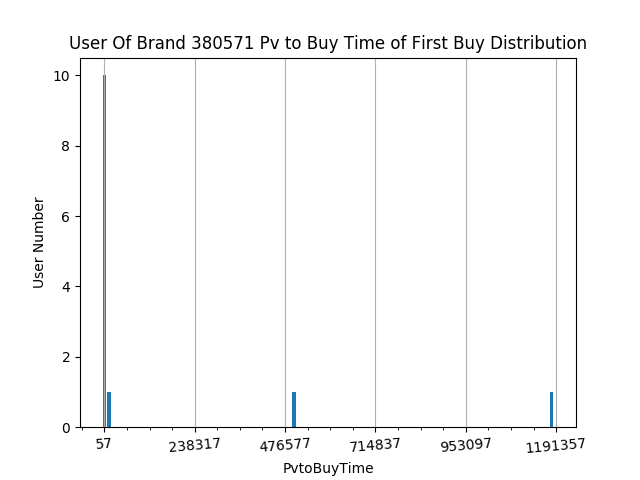 User Of Brand 380571 Pv to Buy Time of First Buy Distribution
10
8
6
4
2
0
User Number
57 238317 476577 714837 953097 1191357
PvtoBuyTime